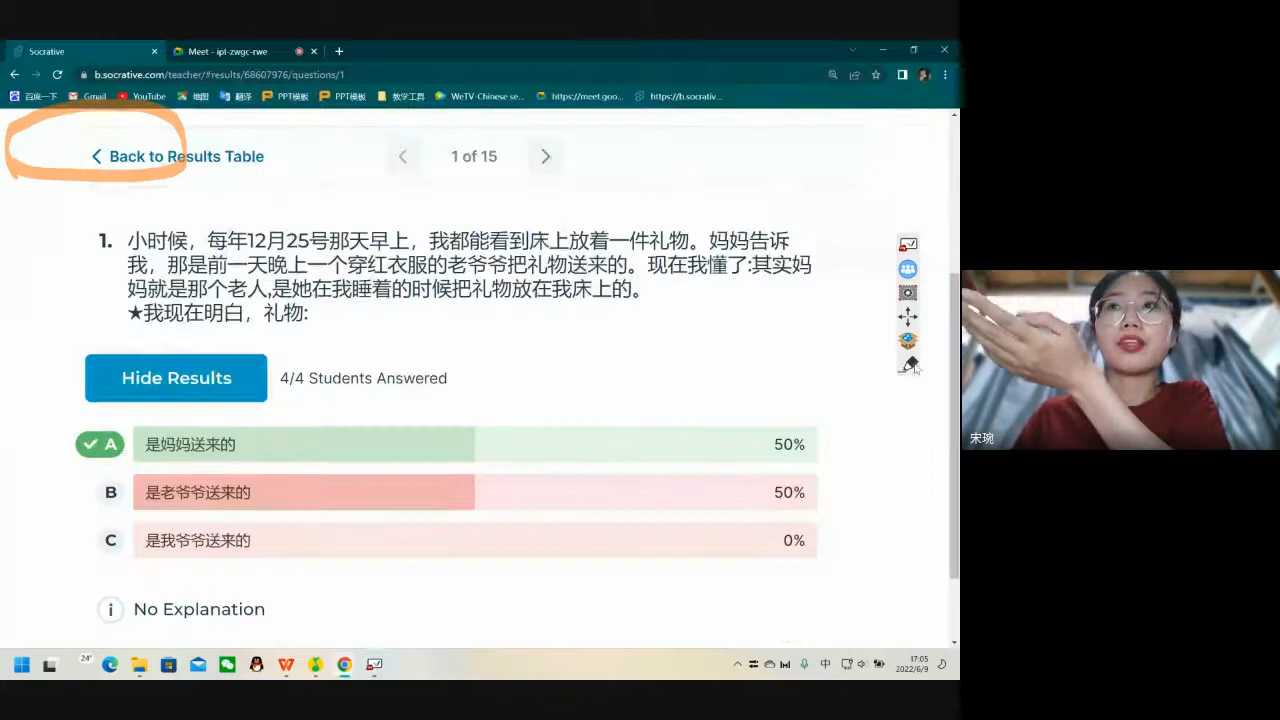 Socrative
Meet - ipl-zwgc-rwe
b.socrative.com/teacher/#results/68607976/questions/1
百度一下 Gmail YouTube 地图 翻译 PPT模板 PPT模板 教学工具 WeTV-Chinese se... https://meet.goo... https://b.socrativ...
Back to Results Table
1 of 15
1. 小时候，每年12月25号那天早上，我都能看到床上放着一件礼物。妈妈告诉
我，那是前一天晚上一个穿红衣服的老爷爷把礼物送来的。现在我懂了:其实妈
妈就是那个老人,是她在我睡着的时候把礼物放在我床上的。
★我现在明白，礼物:
Hide Results 4/4 Students Answered
A 是妈妈送来的 50%
B 是老爷爷送来的 50%
C 是我爷爷送来的 0%
i No Explanation
宋琬
24°
中
17:05
2022/6/9